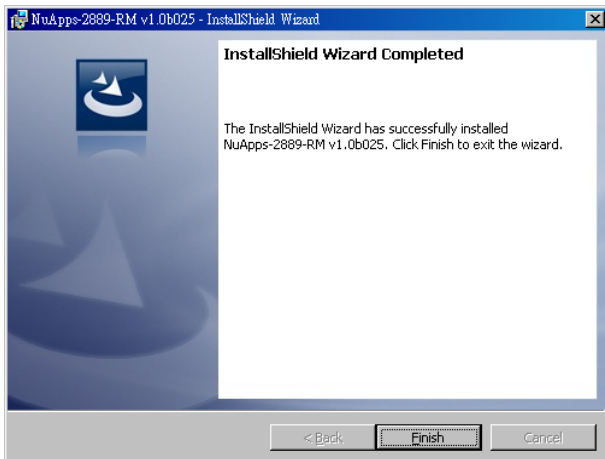 NuApps-2889-RM v1.0b025 - InstallShield Wizard
InstallShield Wizard Completed
The InstallShield Wizard has successfully installed
NuApps-2889-RM v1.0b025. Click Finish to exit the wizard.
< Back
Finish
Cancel